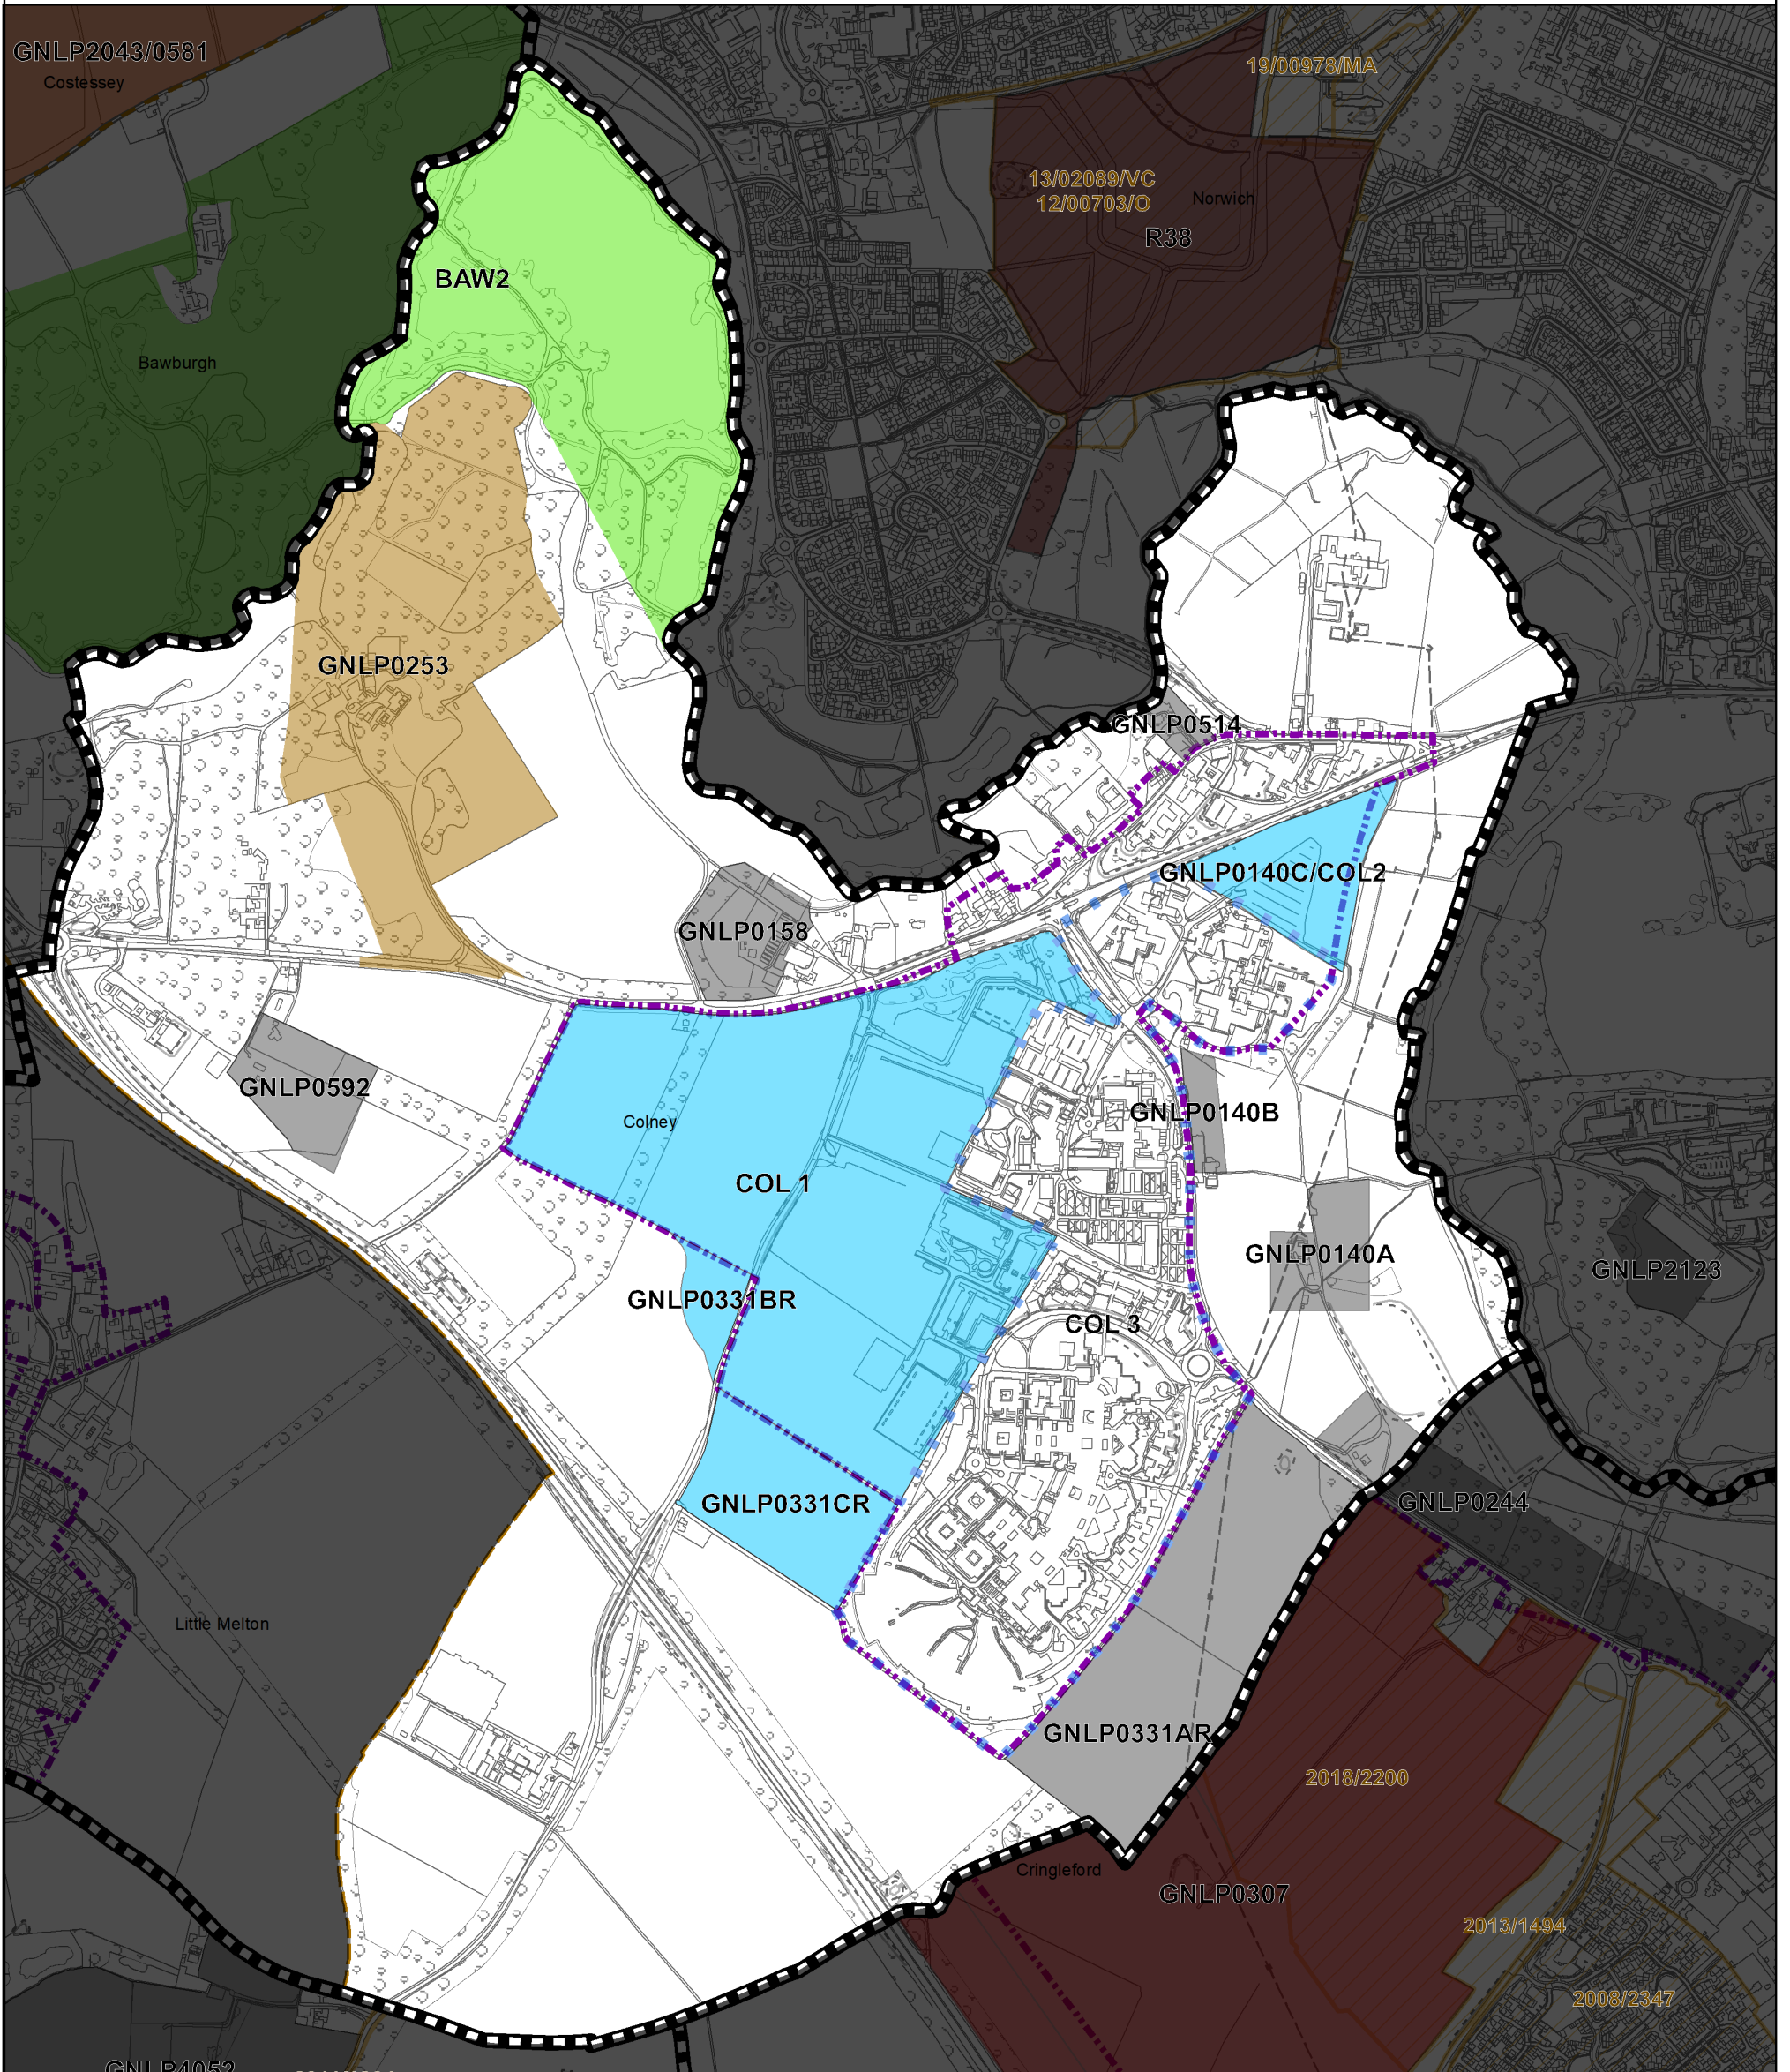 GNLP2043/0581
Costessey
19/00978/MA
13/02089/VC
12/00703/O
Norwich
R38
BAW2
Bawburgh
GNLP0253
GNLP0514
GNLP0140C/COL2
GNLP0158
GNLP0592
Colney
GNLP0140B
COL 1
GNLP0140A
GNLP2123
GNLP0331BR
COL 3
GNLP0331CR
GNLP0244
Little Melton
GNLP0331AR
2018/2200
Cringleford
GNLP0307
2013/1494
2008/2347
GNLP4052